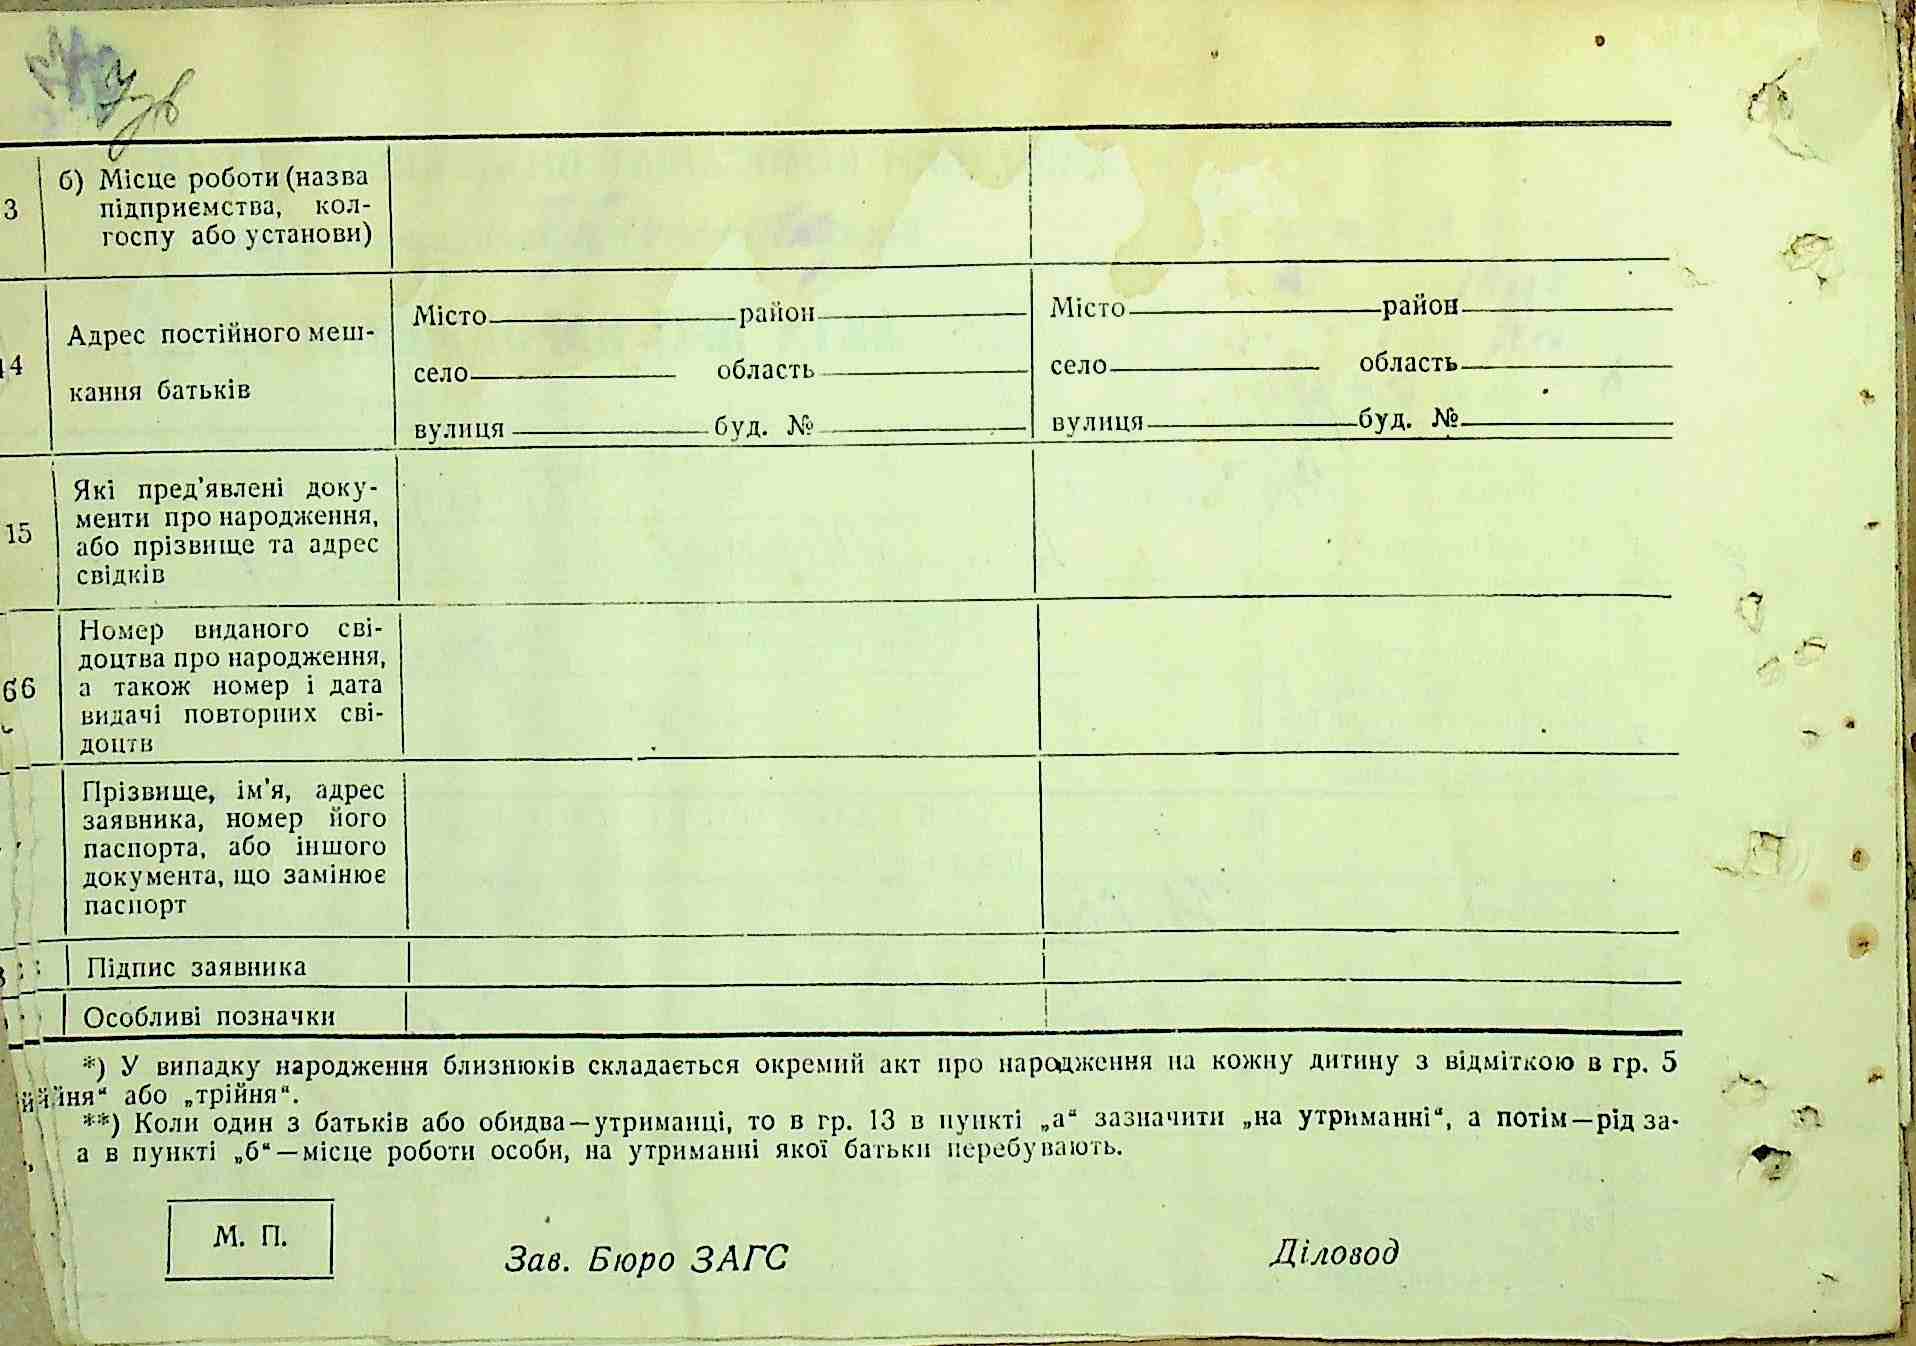 3
б) Місце роботи (назва
підприємства, кол-
госпу або установи)
14
Адрес постійного меш-
кання батьків
Місто район
село область
вулиця буд. №
Місто район
село область
вулиця буд. №
15
Які пред'явлені доку-
менти про народження,
або прізвище та адрес
свідків
Номер виданого сві-
доцтва про народження,
а також номер і дата
видачі повторних сві-
доцтв
Прізвище, ім'я, адрес
заявника, номер його
паспорта, або іншого
документа, що замінює
паспорт
Підпис заявника
Особливі позначки
*) У випадку народження близнюків складається окремий акт про народження на кожну дитину з відміткою в гр. 5
або „трійня“.
**) Коли один з батьків або обидва—утриманці, то в гр. 13 в пункті „а“ зазначити „на утриманні“, а потім—рід за-
а в пункті „б“—місце роботи особи, на утриманні якої батьки перебувають.
М. П.
Зав. Бюро ЗАГС
Діловод